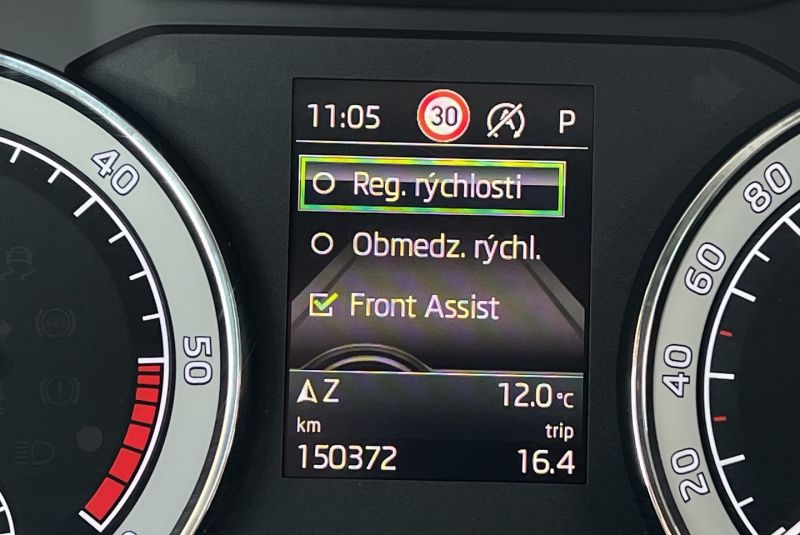 11:05 30 A P
Reg. rýchlosti
Obmedz. rýchl.
Front Assist
Z 12.0 °C
km trip
150372 16.4
40
50
80
60
40
20